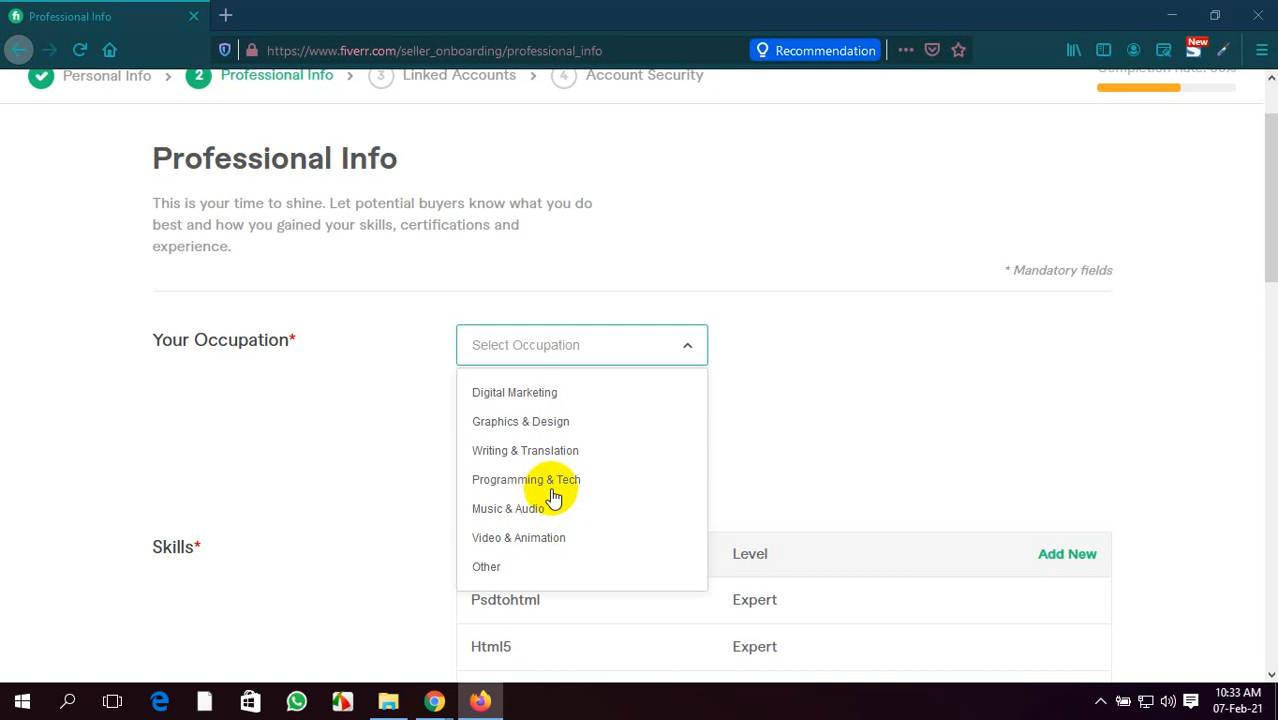 Professional Info
https://www.fiverr.com/seller_onboarding/professional_info
Recommendation
New
Personal Info
2 Professional Info
3 Linked Accounts
4 Account Security
Completion Rate:
Professional Info
This is your time to shine. Let potential buyers know what you do
best and how you gained your skills, certifications and
experience.
* Mandatory fields
Your Occupation*
Select Occupation
Digital Marketing
Graphics & Design
Writing & Translation
Programming & Tech
Music & Audio
Video & Animation
Other
Skills*
Level
Add New
Psdtohtml
Expert
Html5
Expert
10:33 AM
07-Feb-21